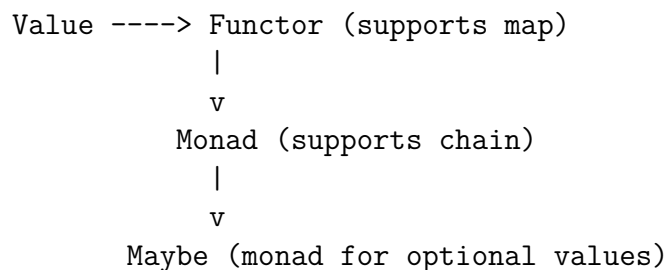 Value ----> Functor (supports map)
|
v
Monad (supports chain)
|
v
Maybe (monad for optional values)